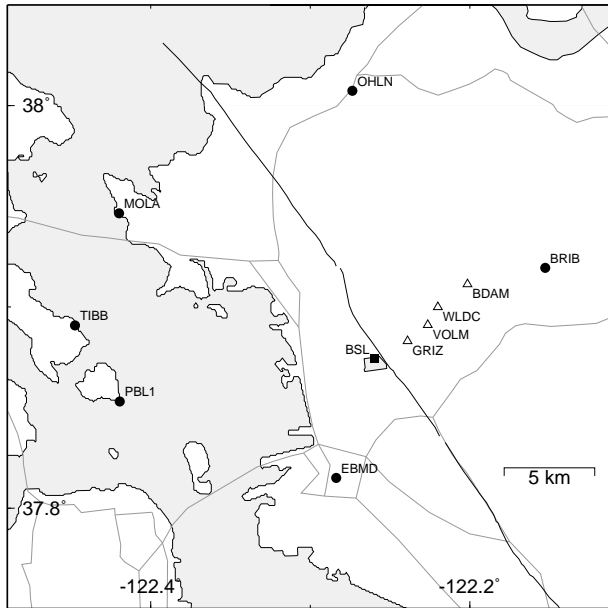 OHLN
38°
MOLA
BRIB
BDAM
WLDC
TIBB
VOLM
GRIZ
BSL
PBL1
5 km
EBMD
37.8°
-122.4°
-122.2°